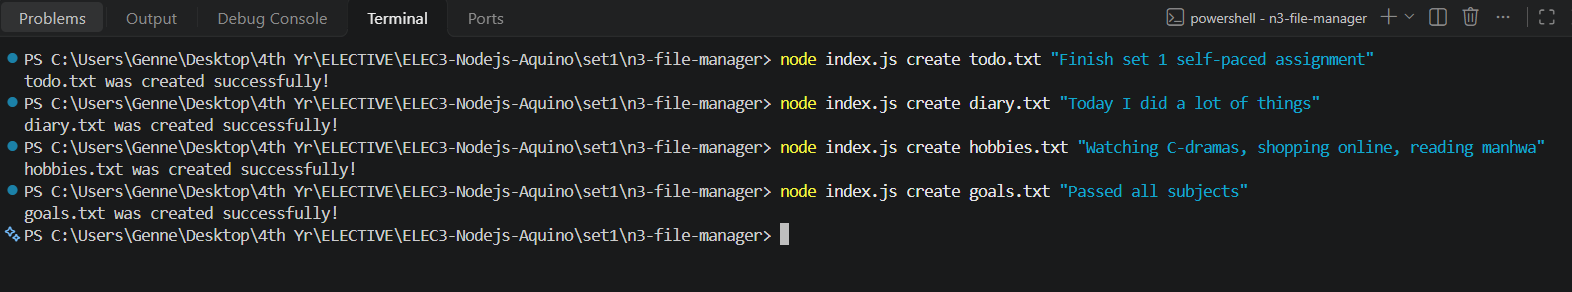 Problems Output Debug Console Terminal Ports powershell - n3-file-manager
PS C:\Users\Genne\Desktop\4th Yr\ELECTIVE\ELEC3-Nodejs-Aquino\set1\n3-file-manager> node index.js create todo.txt "Finish set 1 self-paced assignment"
todo.txt was created successfully!
PS C:\Users\Genne\Desktop\4th Yr\ELECTIVE\ELEC3-Nodejs-Aquino\set1\n3-file-manager> node index.js create diary.txt "Today I did a lot of things"
diary.txt was created successfully!
PS C:\Users\Genne\Desktop\4th Yr\ELECTIVE\ELEC3-Nodejs-Aquino\set1\n3-file-manager> node index.js create hobbies.txt "Watching C-dramas, shopping online, reading manhwa"
hobbies.txt was created successfully!
PS C:\Users\Genne\Desktop\4th Yr\ELECTIVE\ELEC3-Nodejs-Aquino\set1\n3-file-manager> node index.js create goals.txt "Passed all subjects"
goals.txt was created successfully!
PS C:\Users\Genne\Desktop\4th Yr\ELECTIVE\ELEC3-Nodejs-Aquino\set1\n3-file-manager>